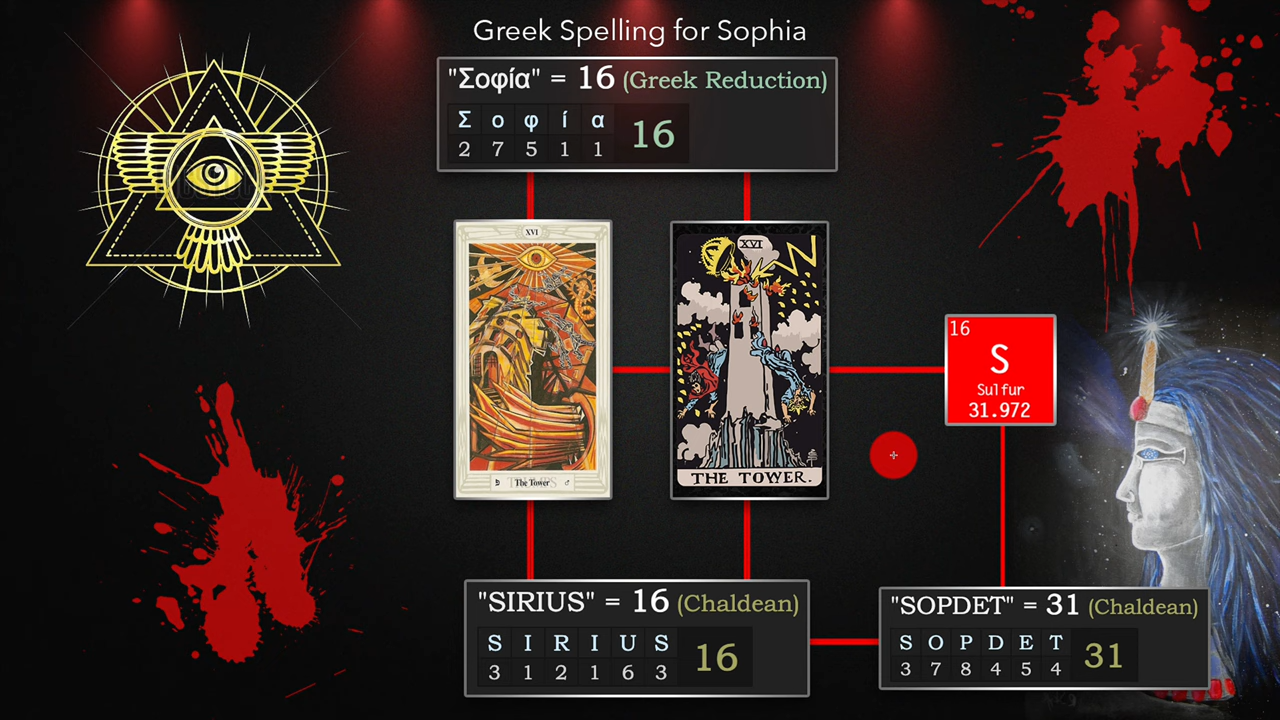 Greek Spelling for Sophia
"Σοφία" = 16 (Greek Reduction)
Σ ο φ ί α 16
2 7 5 1 1
XVI
The Tower
XVI
THE TOWER.
16
S
Sulfur
31.972
"SIRIUS" = 16 (Chaldean)
S I R I U S 16
3 1 2 1 6 3
"SOPDET" = 31 (Chaldean)
S O P D E T 31
3 7 8 4 5 4